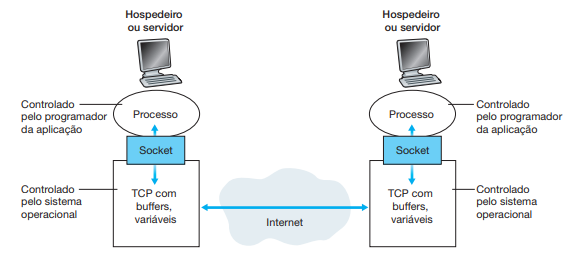 Hospedeiro
ou servidor
Controlado
pelo programador
da aplicação
Processo
Socket
Controlado
pelo sistema
operacional
TCP com
buffers,
variáveis
Internet
Hospedeiro
ou servidor
Processo
Controlado
pelo programador
da aplicação
Socket
TCP com
buffers,
variáveis
Controlado
pelo sistema
operacional